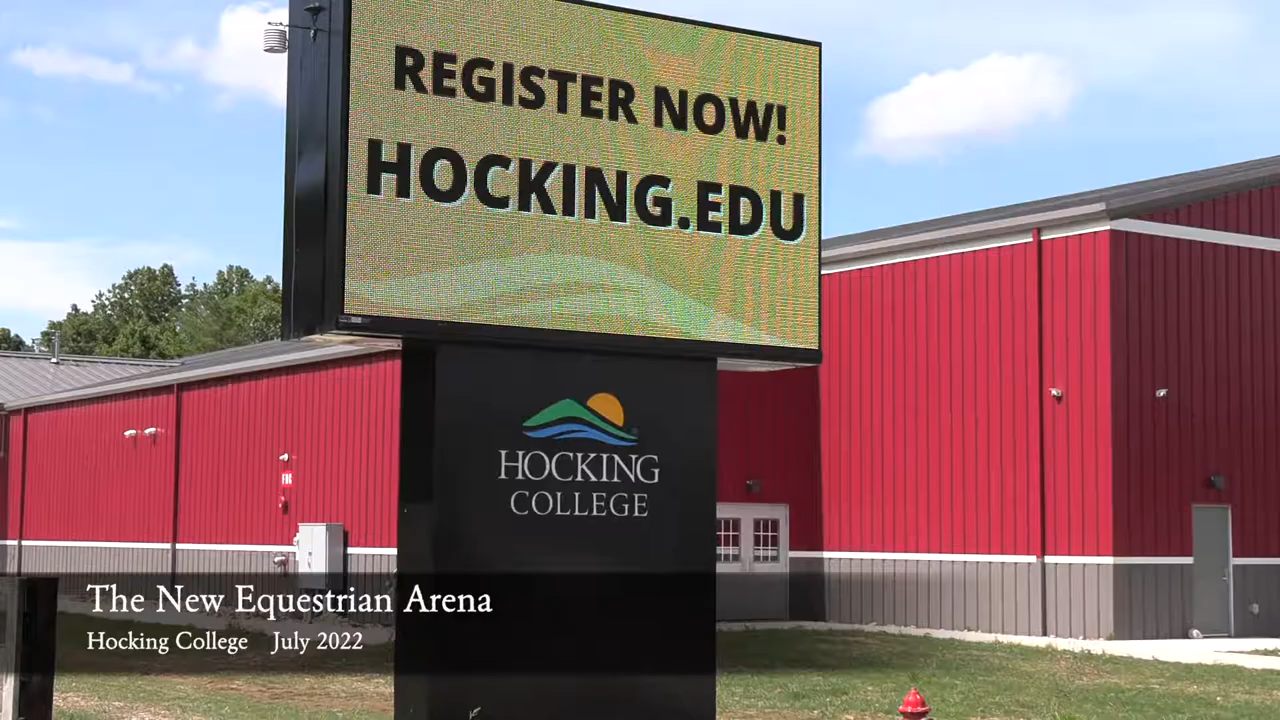 REGISTER NOW!
HOCKING.EDU
HOCKING
COLLEGE
The New Equestrian Arena
Hocking College July 2022